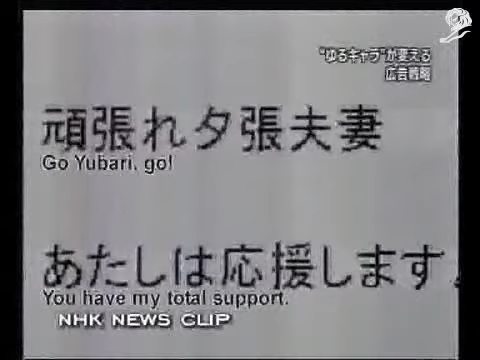 "ゆるキャラ"が変える
広告戦略
頑張れ夕張夫妻
Go Yubari, go!
あたしは応援します。
You have my total support.
NHK NEWS CLIP